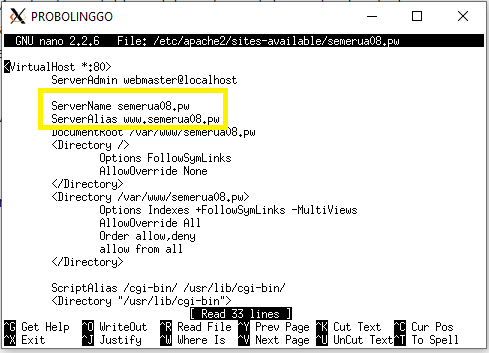 PROBOLINGGO
GNU nano 2.2.6 File: /etc/apache2/sites-available/semerua08.pw
<VirtualHost *:80>
ServerAdmin webmaster@localhost
ServerName semerua08.pw
ServerAlias www.semerua08.pw
DocumentRoot /var/www/semerua08.pw
<Directory />
Options FollowSymLinks
AllowOverride None
</Directory>
<Directory /var/www/semerua08.pw>
Options Indexes +FollowSymLinks -MultiViews
AllowOverride All
Order allow,deny
allow from all
</Directory>
ScriptAlias /cgi-bin/ /usr/lib/cgi-bin/
<Directory "/usr/lib/cgi-bin">
[ Read 33 lines ]
^G Get Help ^O WriteOut ^R Read File ^Y Prev Page ^K Cut Text ^C Cur Pos
^X Exit ^J Justify ^W Where Is ^V Next Page ^U UnCut Text ^T To Spell